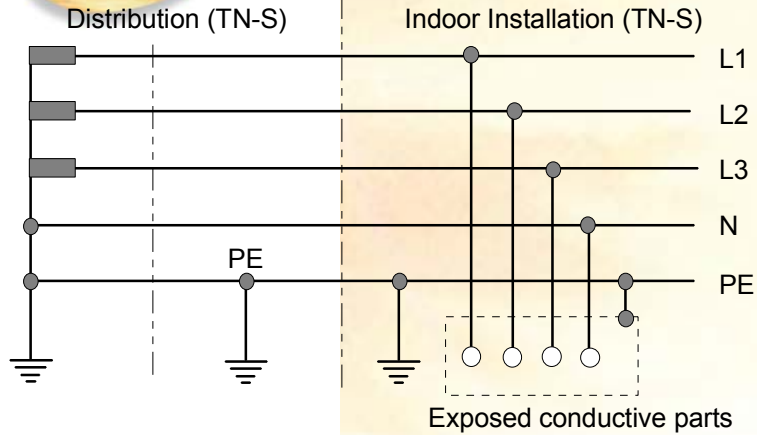 Distribution (TN-S)
Indoor Installation (TN-S)
L1
L2
L3
N
PE
PE
Exposed conductive parts